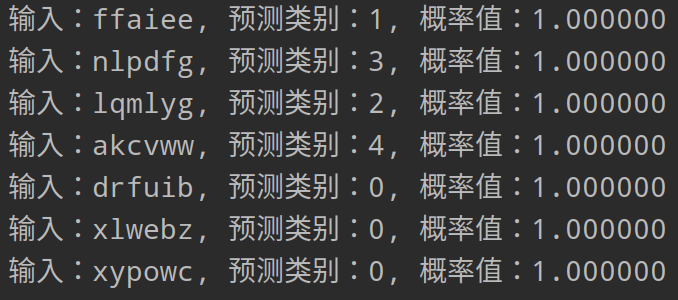 输入：ffaiee, 预测类别：1, 概率值：1.000000
输入：nlpdfg, 预测类别：3, 概率值：1.000000
输入：lqmlyg, 预测类别：2, 概率值：1.000000
输入：akcvww, 预测类别：4, 概率值：1.000000
输入：drfuib, 预测类别：0, 概率值：1.000000
输入：xlwebz, 预测类别：0, 概率值：1.000000
输入：xypowc, 预测类别：0, 概率值：1.000000